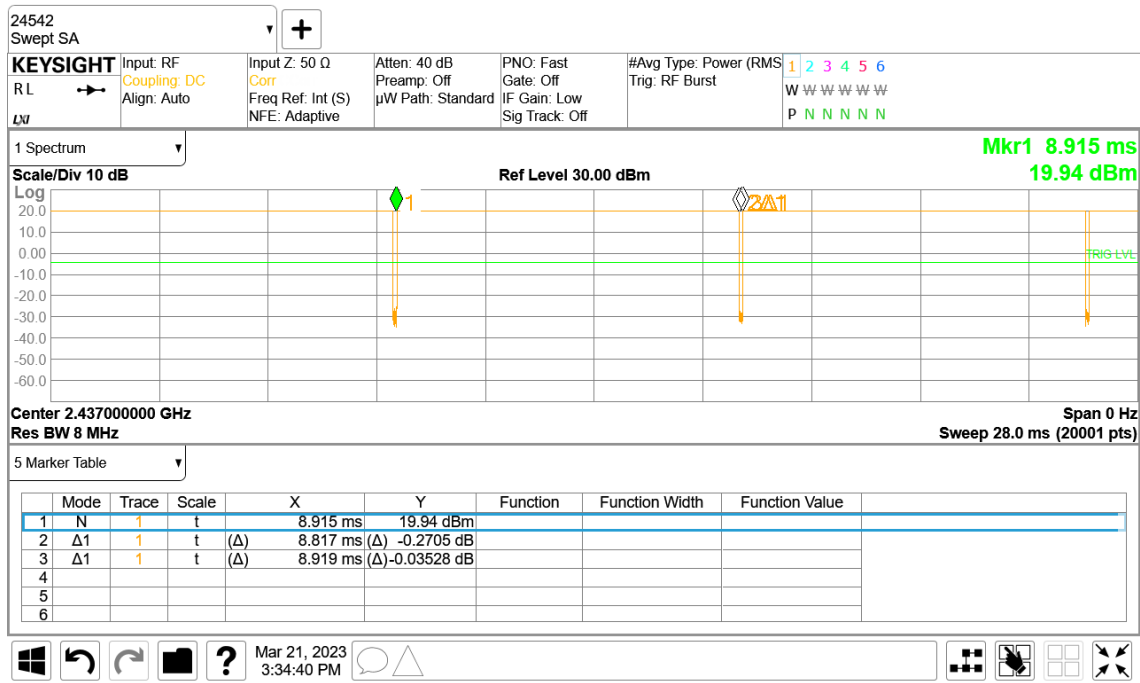 24542
Swept SA
KEYSIGHT
R L
LXI
Input: RF
Coupling: DC
Align: Auto
Input Z: 50 Ω
Corr
Freq Ref: Int (S)
NFE: Adaptive
Atten: 40 dB
Preamp: Off
µW Path: Standard
PNO: Fast
Gate: Off
IF Gain: Low
Sig Track: Off
#Avg Type: Power (RMS
Trig: RF Burst
1 2 3 4 5 6
W W W W W W
P N N N N N
1 Spectrum
Mkr1 8.915 ms
19.94 dBm
Scale/Div 10 dB
Ref Level 30.00 dBm
Log
1
20.0
10.0
0.00
TRIG LVL
-10.0
-20.0
-30.0
-40.0
-50.0
-60.0
Center 2.437000000 GHz
Span 0 Hz
Res BW 8 MHz
Sweep 28.0 ms (20001 pts)
5 Marker Table
Mode Trace Scale X Y Function Function Width Function Value
1 N 1 t 8.915 ms 19.94 dBm
2 Δ1 1 t (Δ) 8.817 ms (Δ) -0.2705 dB
3 Δ1 1 t (Δ) 8.919 ms (Δ) -0.03528 dB
4
5
6
?
Mar 21, 2023
3:34:40 PM